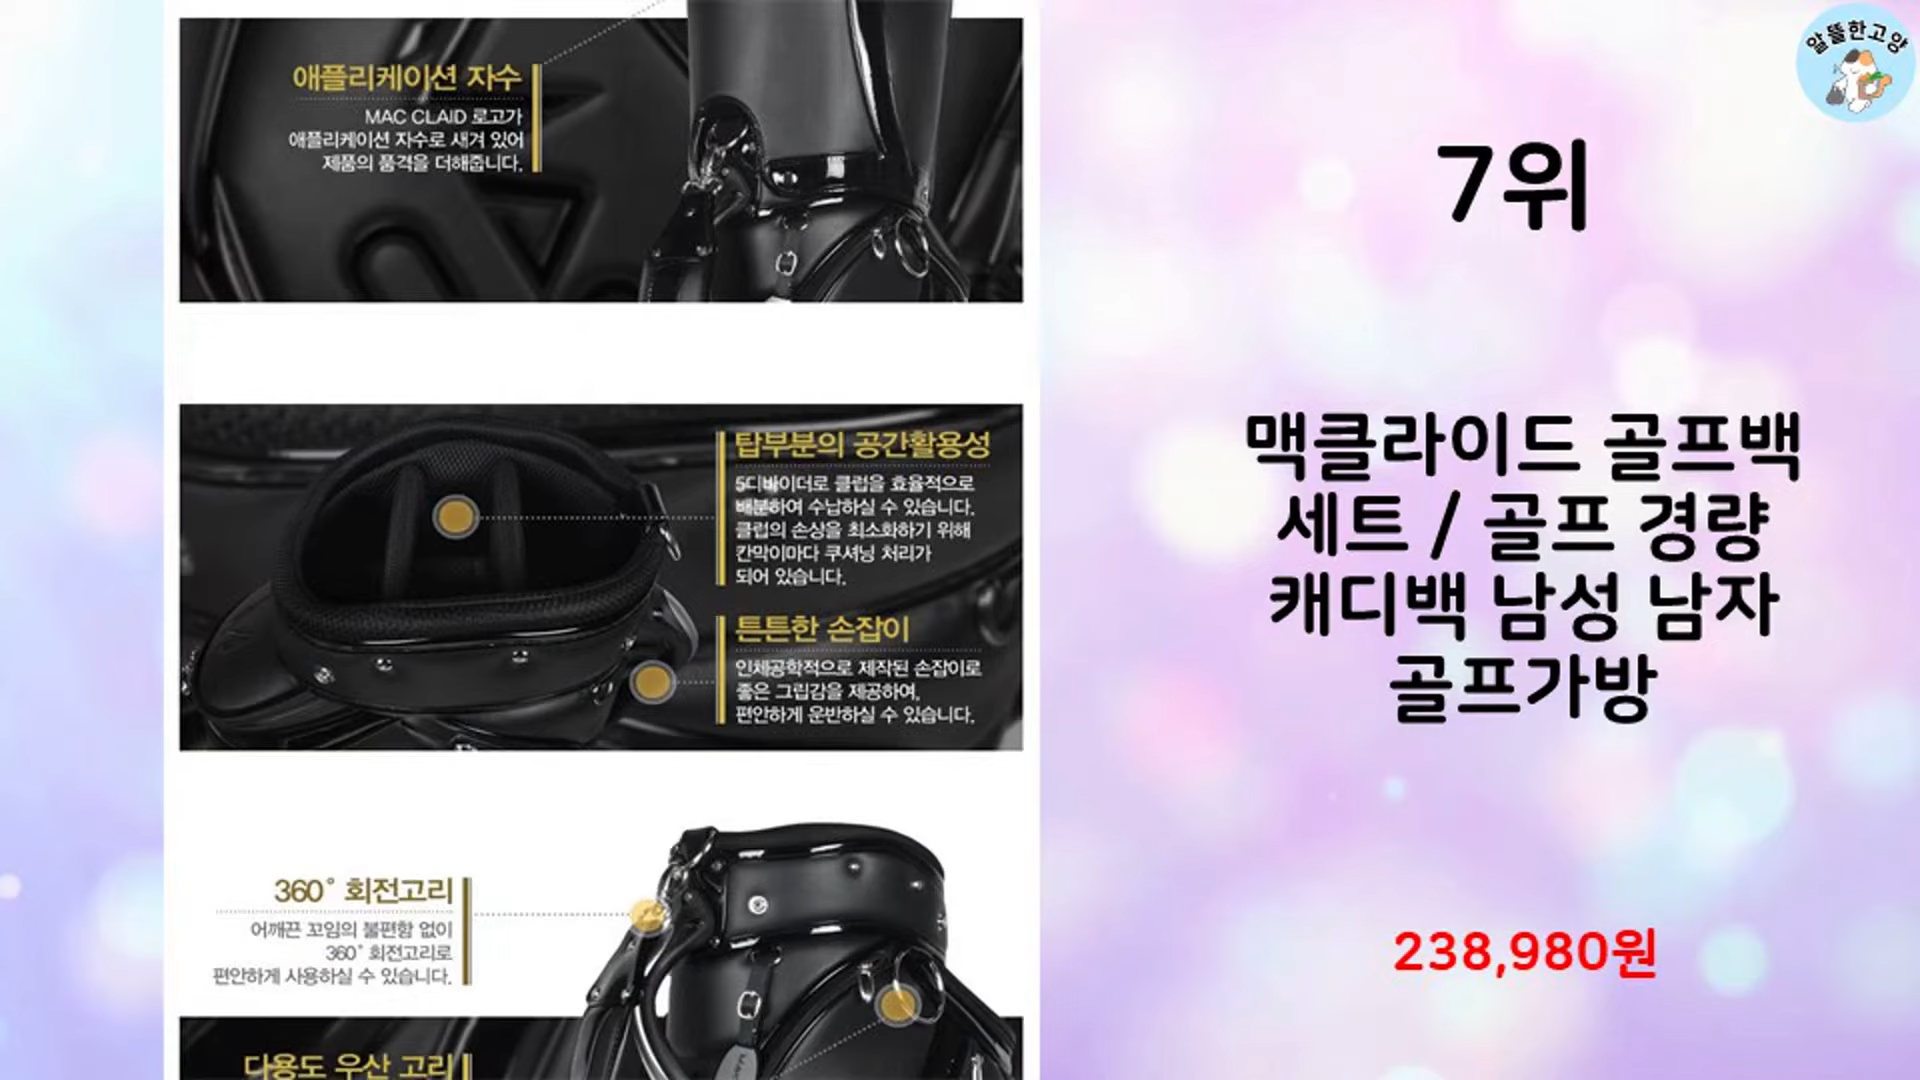 애플리케이션 자수
MAC CLAID 로고가
애플리케이션 자수로 새겨 있어
제품의 품격을 더해줍니다.
탑부분의 공간활용성
5디바이더로 클럽을 효율적으로
배분하여 수납하실 수 있습니다.
클럽의 손상을 최소화하기 위해
칸막이마다 쿠셔닝 처리가
되어 있습니다.
튼튼한 손잡이
인체공학적으로 제작된 손잡이로
좋은 그립감을 제공하여,
편안하게 운반하실 수 있습니다.
360° 회전고리
어깨끈 꼬임의 불편함 없이
360° 회전고리로
편안하게 사용하실 수 있습니다.
다용도 우산 고리
알뜰한고양
7위
맥클라이드 골프백
세트 / 골프 경량
캐디백 남성 남자
골프가방
238,980원